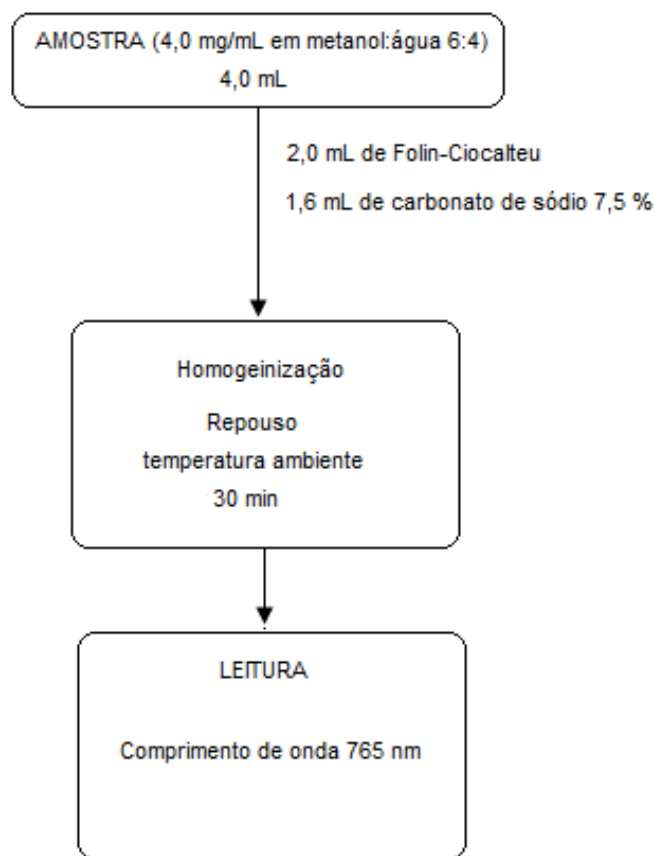 AMOSTRA (4,0 mg/mL em metanol:água 6:4)
4,0 mL
2,0 mL de Folin-Ciocalteu
1,6 mL de carbonato de sódio 7,5 %
Homogeinização
Repouso
temperatura ambiente
30 min
LEITURA
Comprimento de onda 765 nm